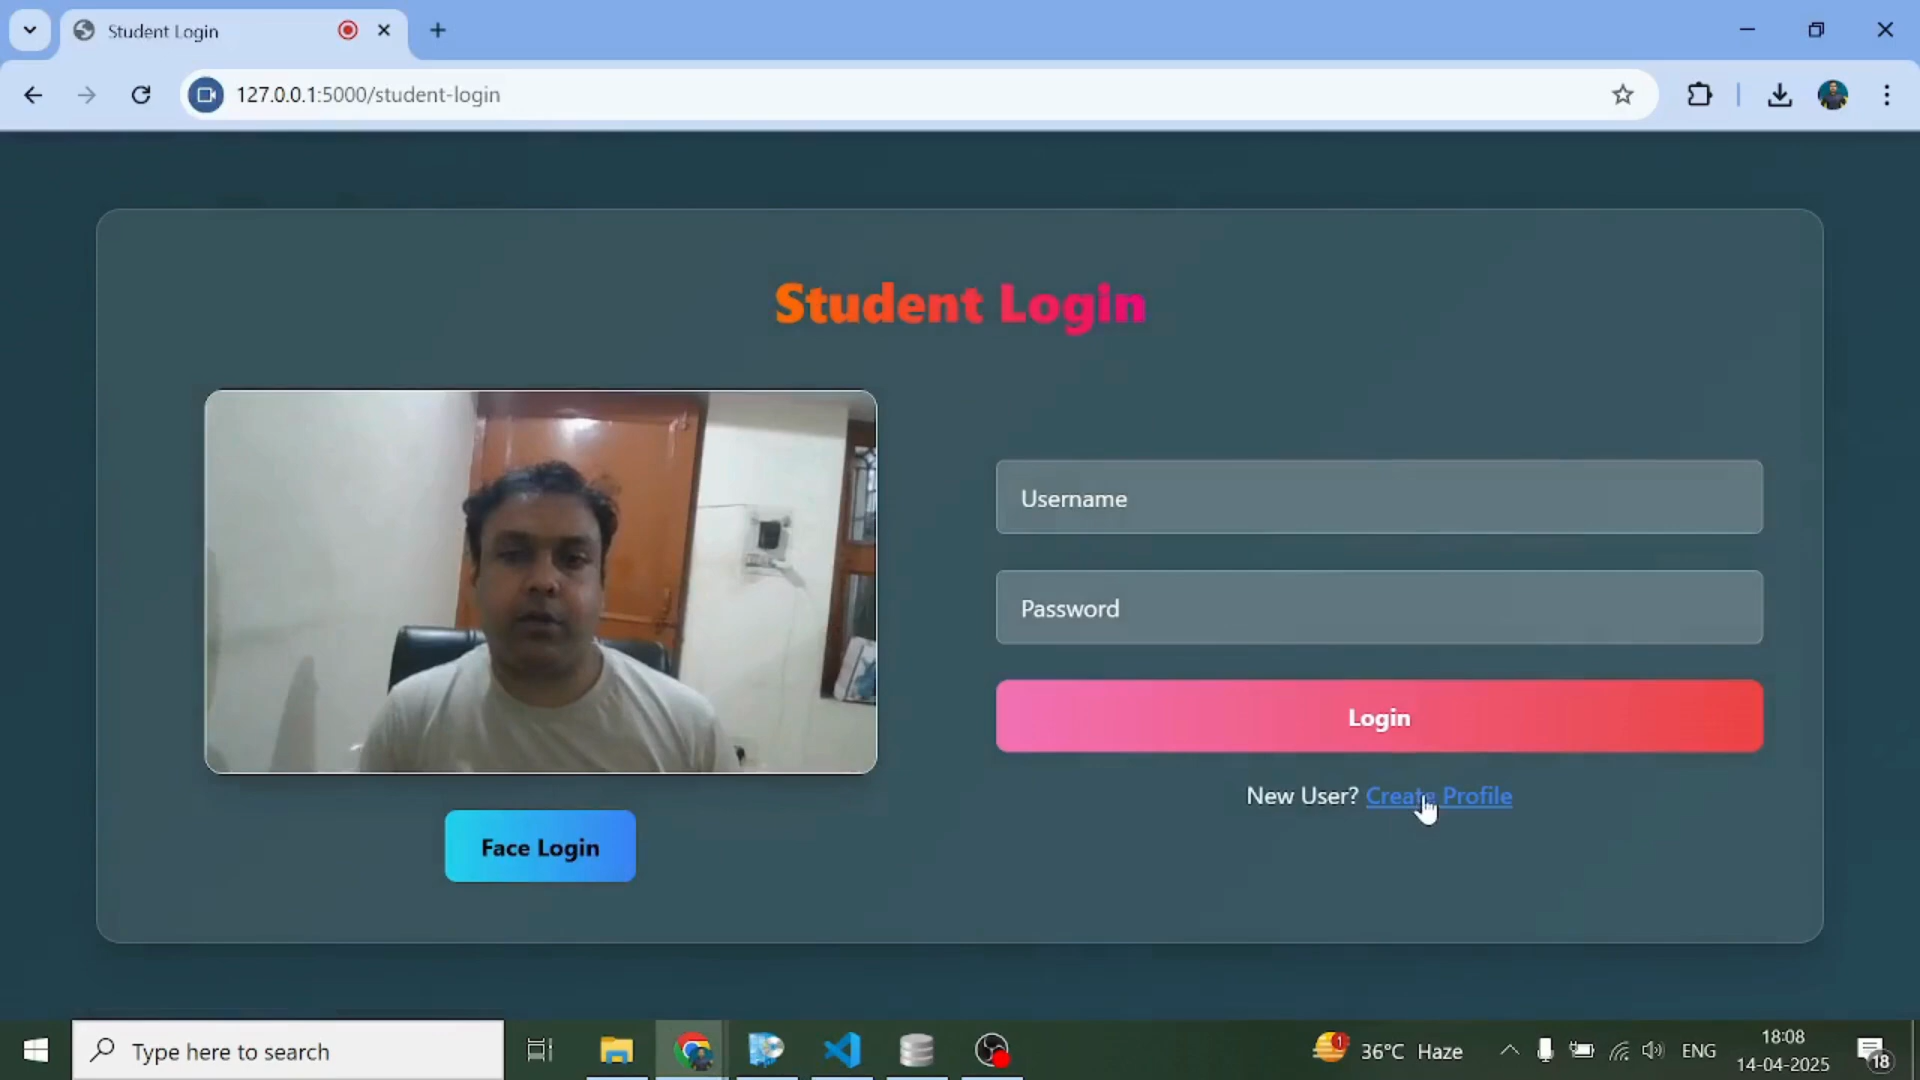 Student Login
127.0.0.1:5000/student-login
Student Login
Username
Password
Login
New User? Create Profile
Face Login
Type here to search
1
36°C Haze
ENG
18:08
14-04-2025
18